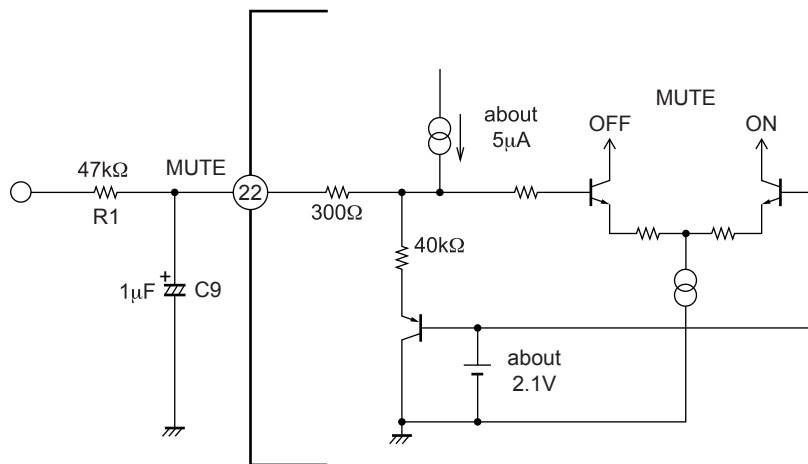 MUTE
about
5μA
OFF
ON
47kΩ
MUTE
22
R1
300Ω
40kΩ
1μF
+
C9
about
2.1V